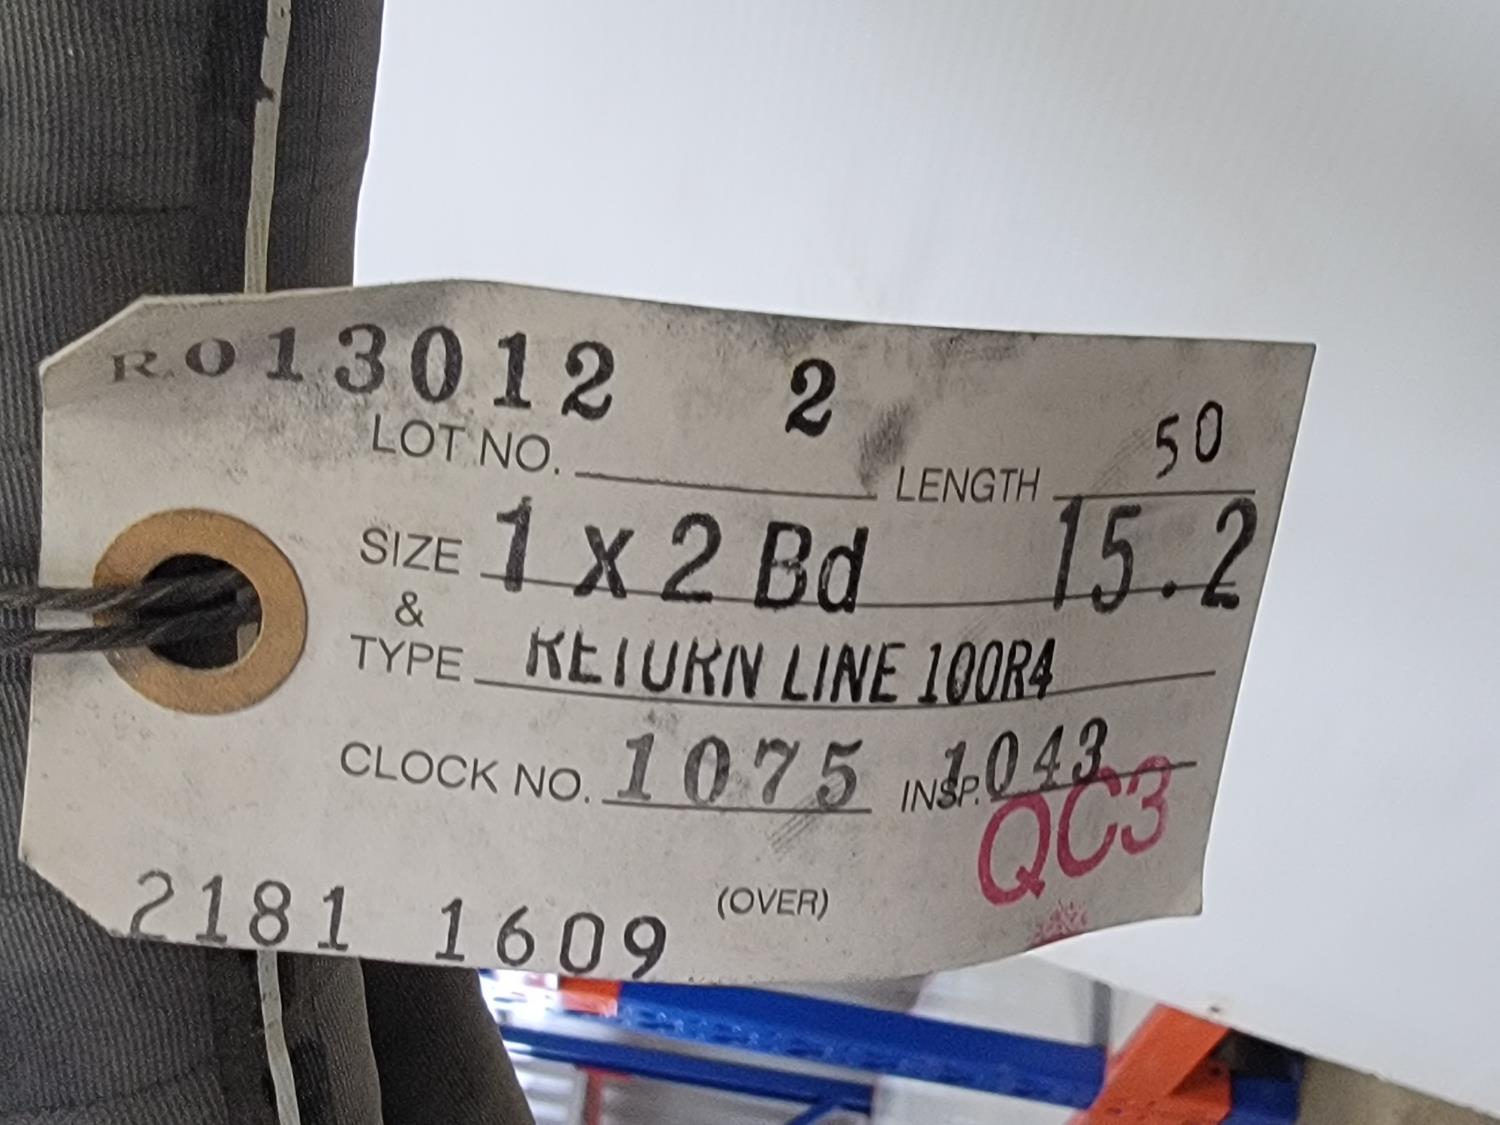 R.013012 2
LOT NO. LENGTH 50
SIZE 1 x 2 Bd 15.2
&
TYPE RETURN LINE 100R4
CLOCK NO. 1075 INSP. 1043
QC3
(OVER)
2181 1609